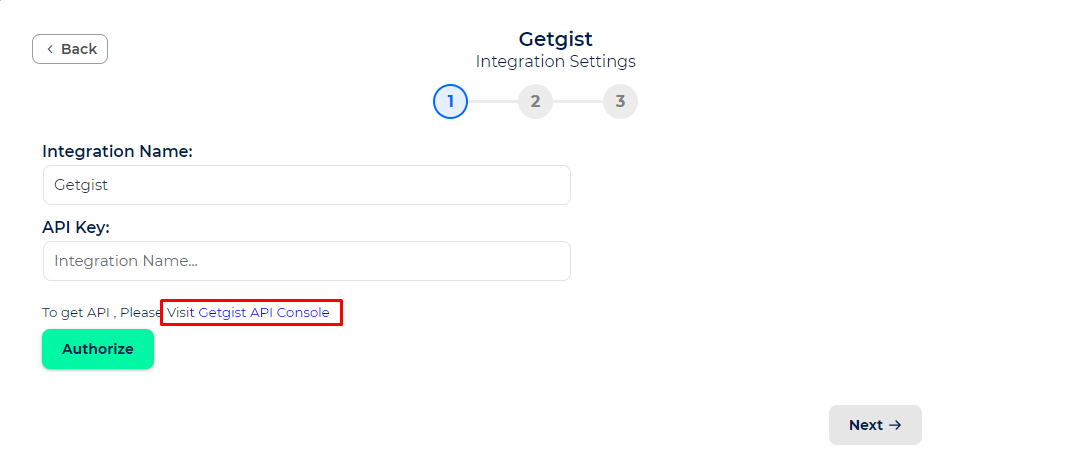 Back
Getgist
Integration Settings
1 2 3
Integration Name:
Getgist
API Key:
Integration Name...
To get API , Please Visit Getgist API Console
Authorize
Next →